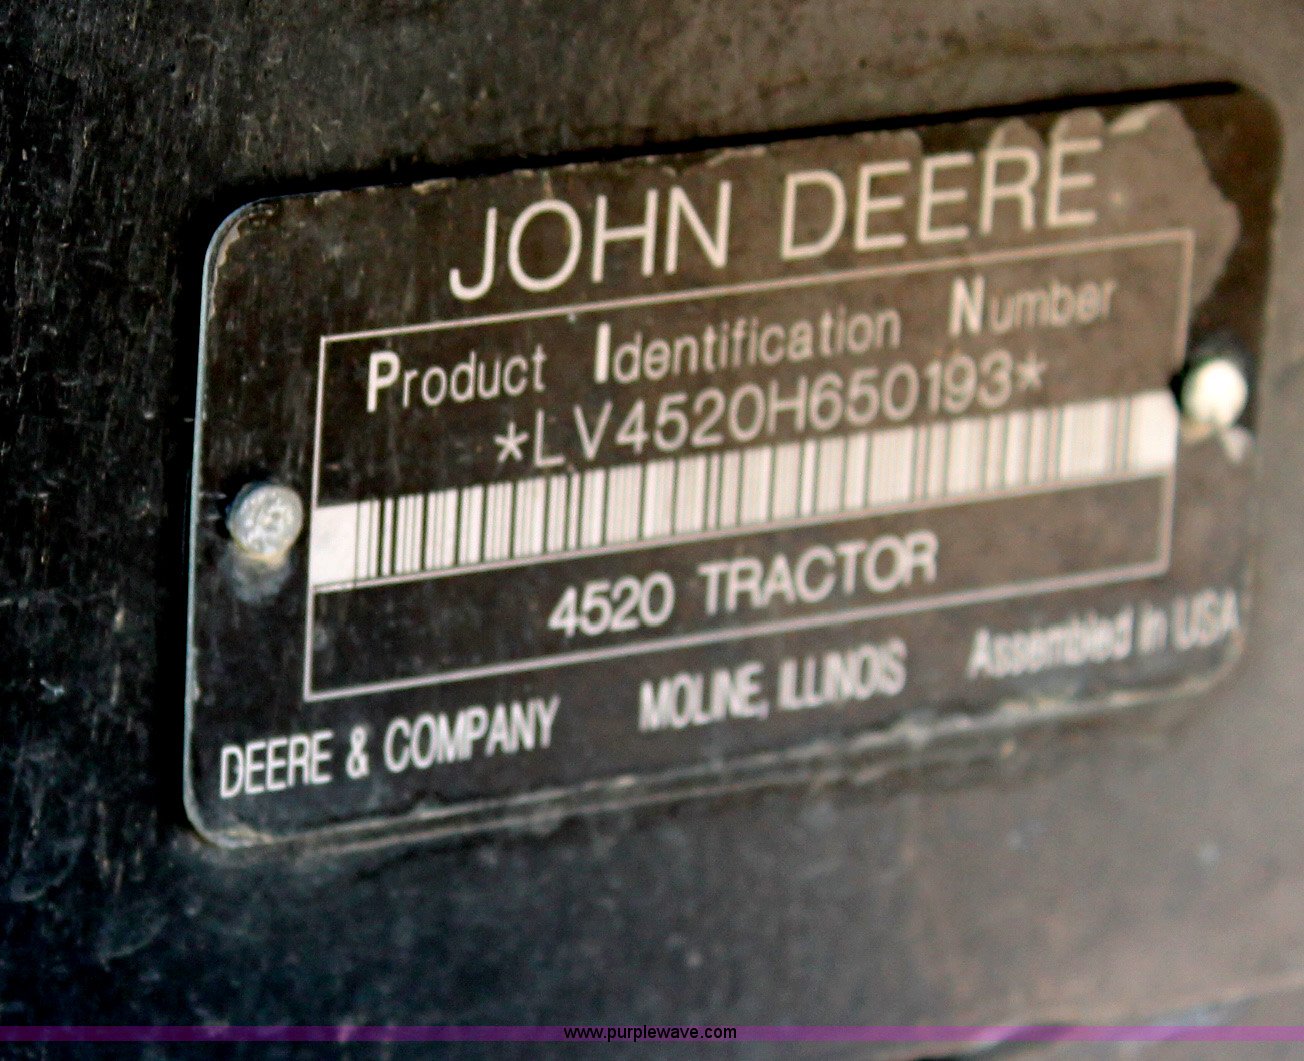 JOHN DEERE
Product Identification Number
*LV4520H650193*
4520 TRACTOR
DEERE & COMPANY MOLINE, ILLINOIS Assembled in USA
www.purplewave.com